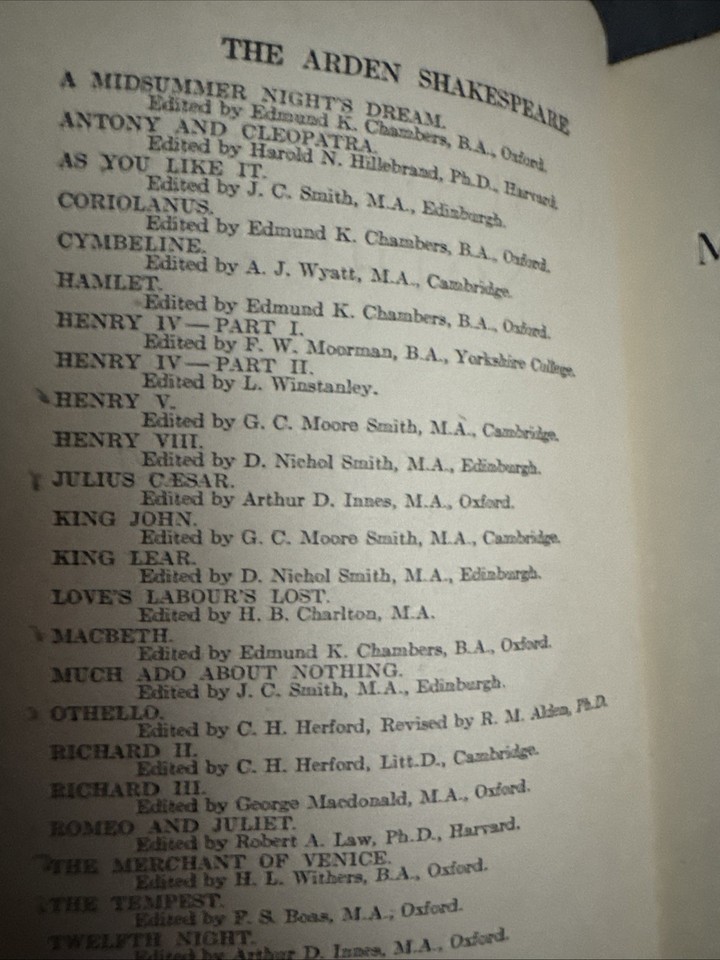 THE ARDEN SHAKESPEARE
A MIDSUMMER NIGHT'S DREAM.
Edited by Edmund K. Chambers, B.A., Oxford.
ANTONY AND CLEOPATRA.
Edited by Harold N. Hillebrand, Ph.D., Harvard.
AS YOU LIKE IT.
Edited by J. C. Smith, M.A., Edinburgh.
CORIOLANUS.
Edited by Edmund K. Chambers, B.A., Oxford.
CYMBELINE.
Edited by A. J. Wyatt, M.A., Cambridge.
HAMLET.
Edited by Edmund K. Chambers, B.A., Oxford.
HENRY IV—PART I.
Edited by F. W. Moorman, B.A., Yorkshire College.
HENRY IV—PART II.
Edited by L. Winstanley.
HENRY V.
Edited by G. C. Moore Smith, M.A., Cambridge.
HENRY VIII.
Edited by D. Nichol Smith, M.A., Edinburgh.
JULIUS CÆSAR.
Edited by Arthur D. Innes, M.A., Oxford.
KING JOHN.
Edited by G. C. Moore Smith, M.A., Cambridge.
KING LEAR.
Edited by D. Nichol Smith, M.A., Edinburgh.
LOVE'S LABOUR'S LOST.
Edited by H. B. Charlton, M.A.
MACBETH.
Edited by Edmund K. Chambers, B.A., Oxford.
MUCH ADO ABOUT NOTHING.
Edited by J. C. Smith, M.A., Edinburgh.
OTHELLO.
Edited by C. H. Herford, Revised by R. M. Alden, Ph.D.
RICHARD II.
Edited by C. H. Herford, Litt.D., Cambridge.
RICHARD III.
Edited by George Macdonald, M.A., Oxford.
ROMEO AND JULIET.
Edited by Robert A. Law, Ph.D., Harvard.
THE MERCHANT OF VENICE.
Edited by H. L. Withers, B.A., Oxford.
THE TEMPEST.
Edited by F. S. Boas, M.A., Oxford.
TWELFTH NIGHT.
Edited by Arthur D. Innes, M.A., Oxford.